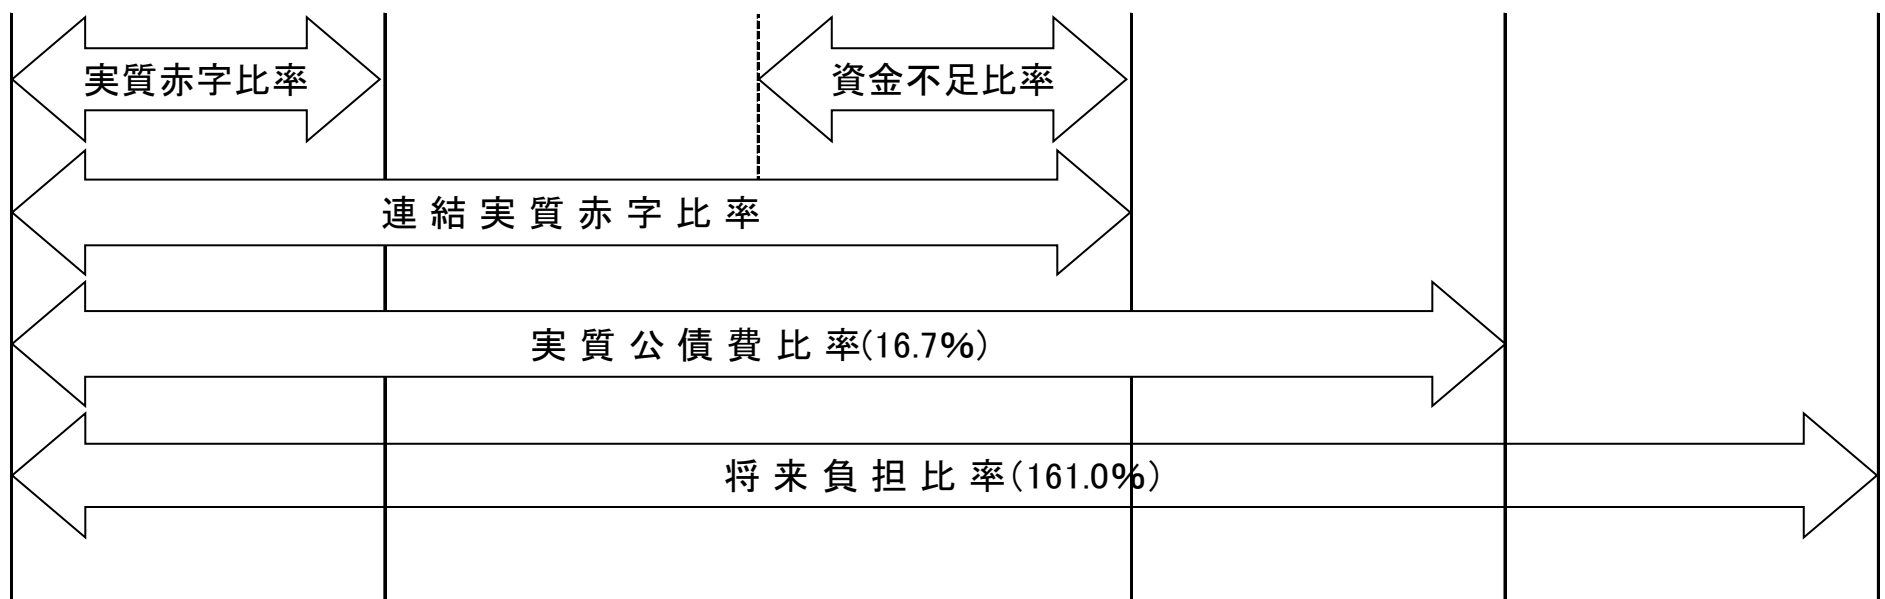 実質赤字比率
資金不足比率
連 結 実 質 赤 字 比 率
実 質 公 債 費 比 率(16.7%)
将 来 負 担 比 率(161.0%)